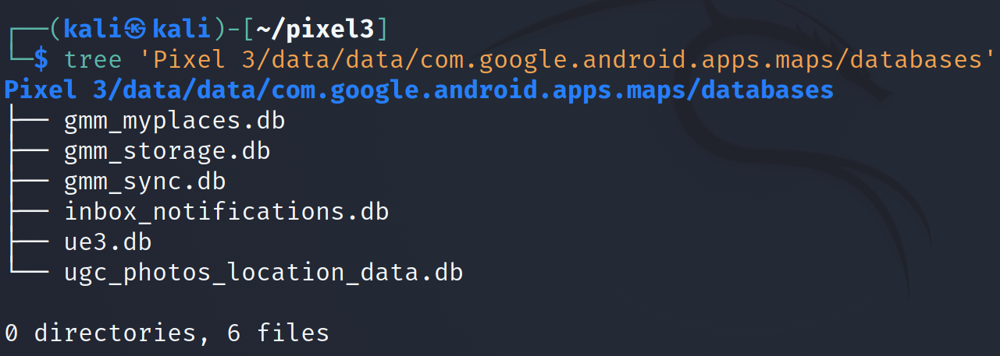 ┌──(kali㉿kali)-[~/pixel3]
└─$ tree 'Pixel 3/data/data/com.google.android.apps.maps/databases'
Pixel 3/data/data/com.google.android.apps.maps/databases
├── gmm_myplaces.db
├── gmm_storage.db
├── gmm_sync.db
├── inbox_notifications.db
├── ue3.db
└── ugc_photos_location_data.db

0 directories, 6 files